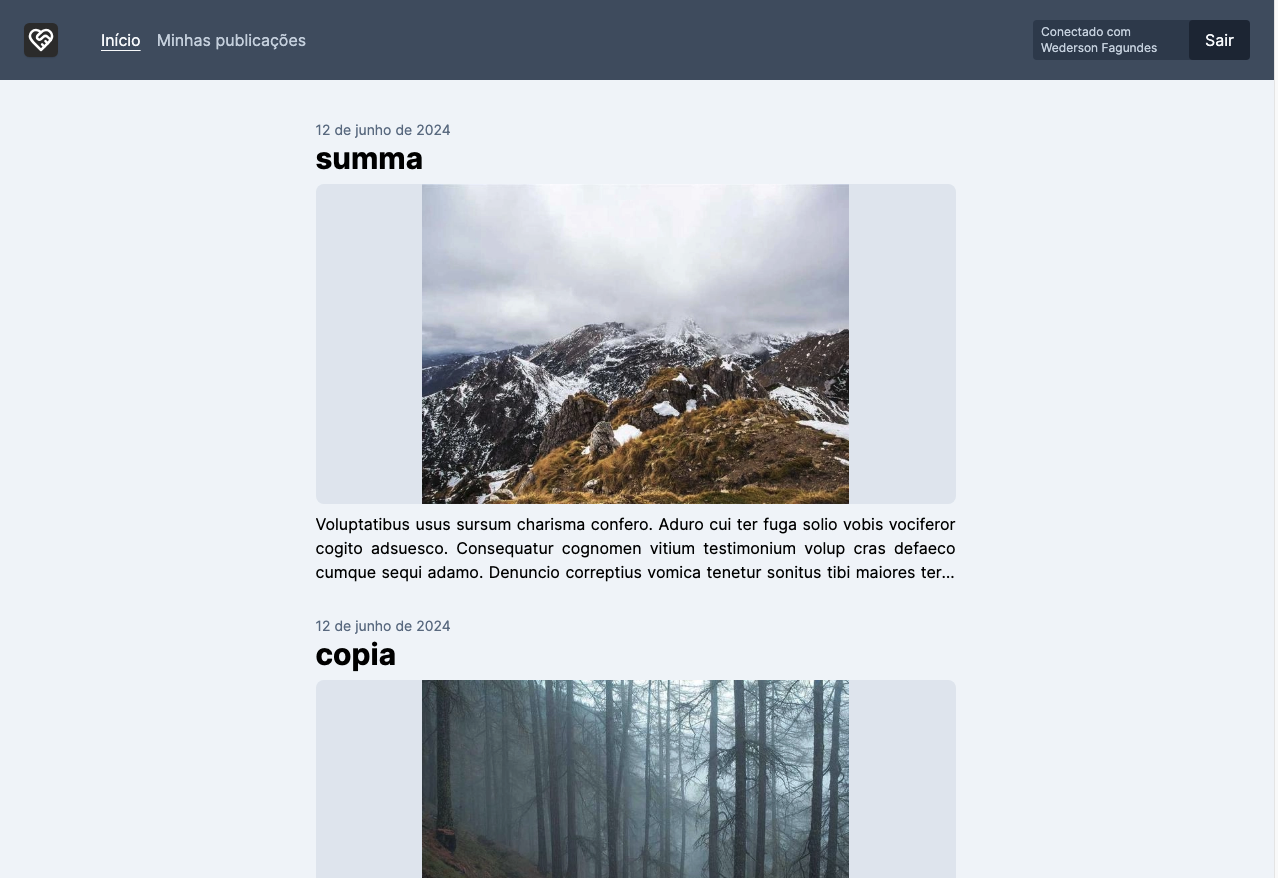 Início Minhas publicações
Conectado com
Wederson Fagundes
Sair
12 de junho de 2024
summa
Voluptatibus usus sursum charisma confero. Aduro cui ter fuga solio vobis vociferor
cogito adsuesco. Consequatur cognomen vitium testimonium volup cras defaeco
cumque sequi adamo. Denuncio correptius vomica tenetur sonitus tibi maiores ter...
12 de junho de 2024
copia